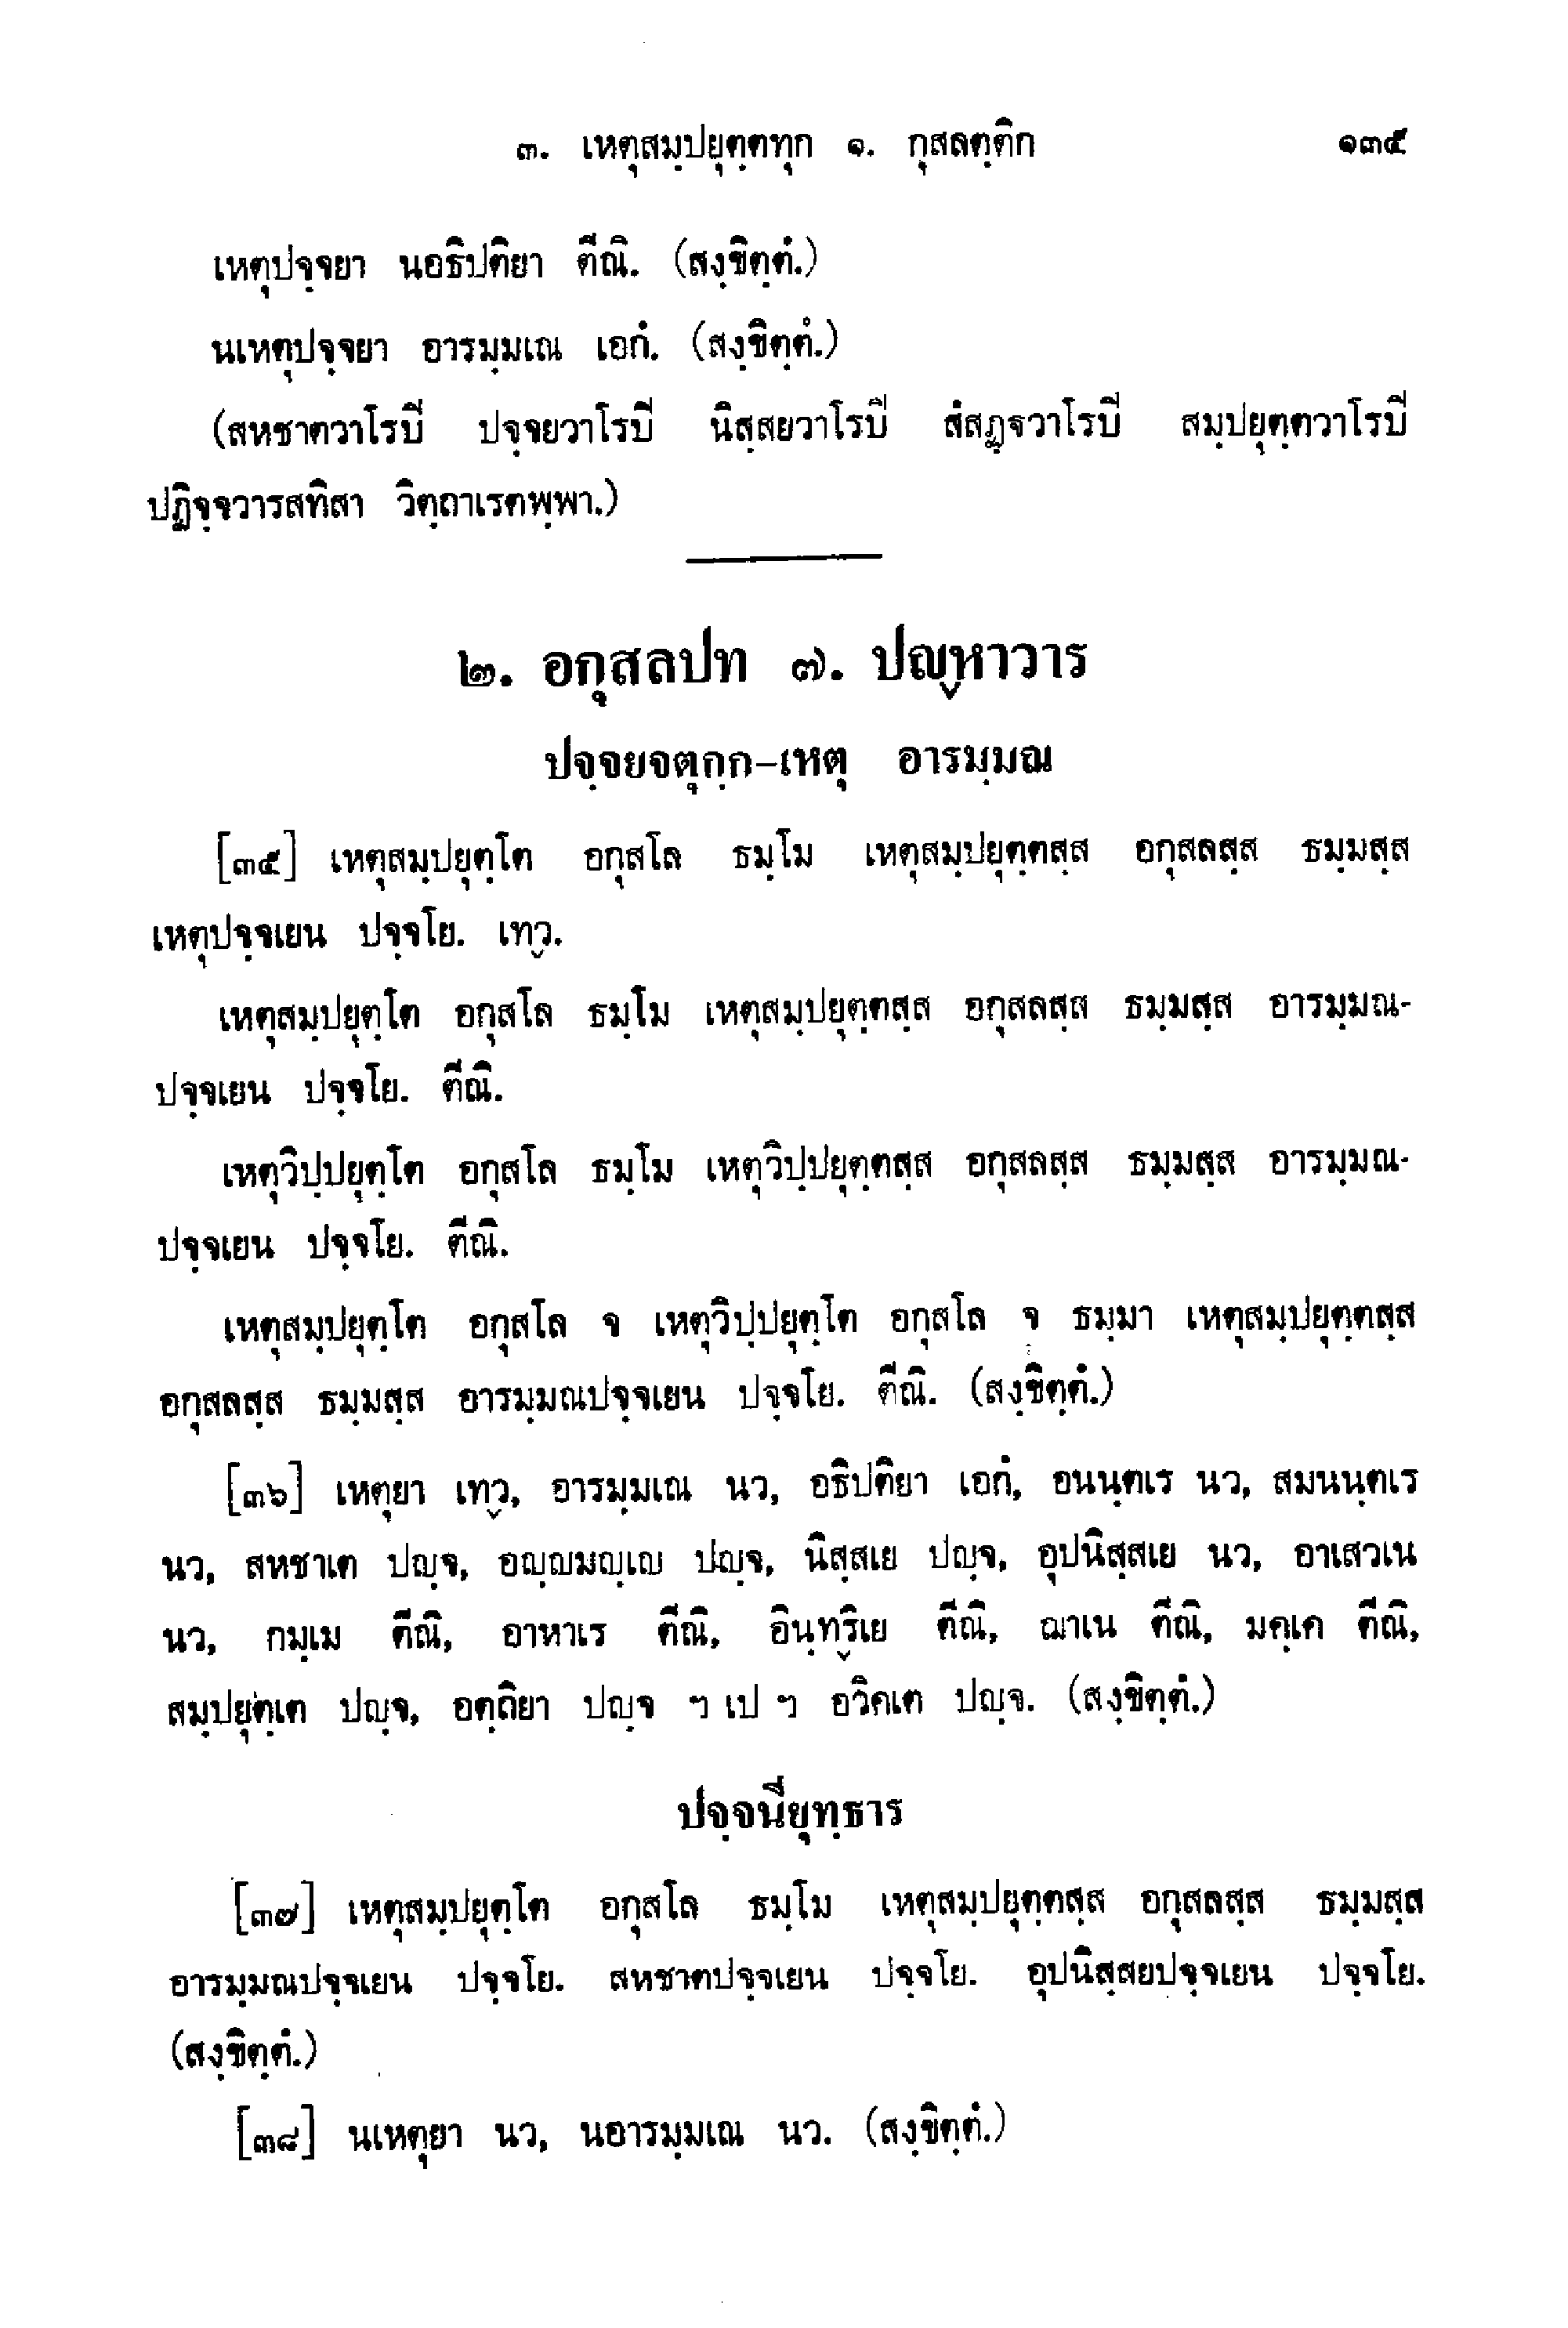 ๓. เหตุสมฺปยุตฺตทุก ๑. กุสลตฺติก ๑๓๕
เหตุปจฺจยา นอธิปติยา ตีณิ. (สงฺขิตฺตํ.)
นเหตุปจฺจยา อารมฺมเณ เอกํ. (สงฺขิตฺตํ.)
(สหชาตวาโรปิ ปจฺจยวาโรปิ นิสฺสยวาโรปิ สํสฏฺฐวาโรปิ สมฺปยุตฺตวาโรปิ
ปฏิจฺจวารสทิสา วิตฺถาเรตพฺพา.)
๒. อกุสลปท ๗. ปญฺหาวาร
ปจฺจยจตุกฺก-เหตุ อารมฺมณ
[๓๕] เหตุสมฺปยุตฺโต อกุสโล ธมฺโม เหตุสมฺปยุตฺตสฺส อกุสลสฺส ธมฺมสฺส
เหตุปจฺจเยน ปจฺจโย. เทฺว.
เหตุสมฺปยุตฺโต อกุสโล ธมฺโม เหตุสมฺปยุตฺตสฺส อกุสลสฺส ธมฺมสฺส อารมฺมณ-
ปจฺจเยน ปจฺจโย. ตีณิ.
เหตุวิปฺปยุตฺโต อกุสโล ธมฺโม เหตุวิปฺปยุตฺตสฺส อกุสลสฺส ธมฺมสฺส อารมฺมณ-
ปจฺจเยน ปจฺจโย. ตีณิ.
เหตุสมฺปยุตฺโต อกุสโล จ เหตุวิปฺปยุตฺโต อกุสโล จ ธมฺมา เหตุสมฺปยุตฺตสฺส
อกุสลสฺส ธมฺมสฺส อารมฺมณปจฺจเยน ปจฺจโย. ตีณิ. (สงฺขิตฺตํ.)
[๓๖] เหตุยา เทฺว, อารมฺมเณ นว, อธิปติยา เอกํ, อนนฺตเร นว, สมนนฺตเร
นว, สหชาเต ปญฺจ, อญฺญมญฺเญ ปญฺจ, นิสฺสเย ปญฺจ, อุปนิสฺสเย นว, อาเสวเน
นว, กมฺเม ตีณิ, อาหาเร ตีณิ, อินฺทฺริเย ตีณิ, ฌาเน ตีณิ, มคฺเค ตีณิ,
สมฺปยุตฺเต ปญฺจ, อตฺถิยา ปญฺจ ฯ เป ฯ อวิคเต ปญฺจ. (สงฺขิตฺตํ.)
ปจฺจนียุทฺธาร
[๓๗] เหตุสมฺปยุตฺโต อกุสโล ธมฺโม เหตุสมฺปยุตฺตสฺส อกุสลสฺส ธมฺมสฺส
อารมฺมณปจฺจเยน ปจฺจโย. สหชาตปจฺจเยน ปจฺจโย. อุปนิสฺสยปจฺจเยน ปจฺจโย.
(สงฺขิตฺตํ.)
[๓๘] นเหตุยา นว, นอารมฺมเณ นว. (สงฺขิตฺตํ.)